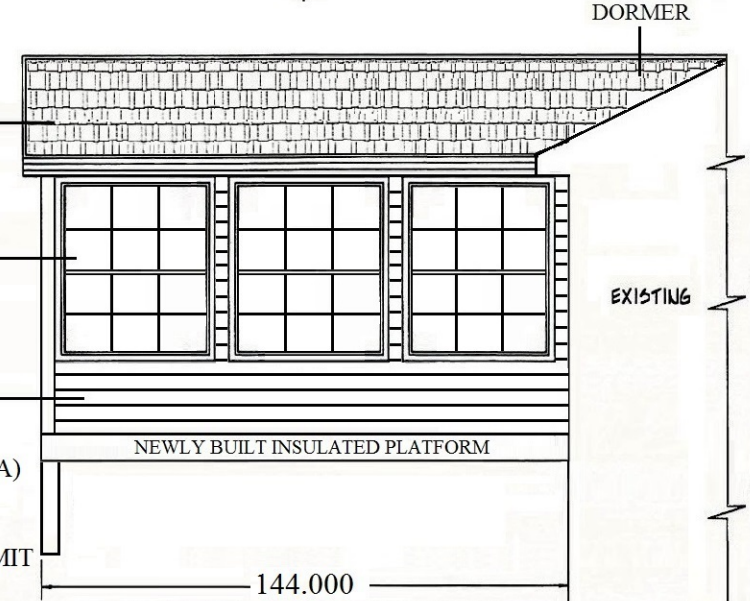 DORMER
EXISTING
NEWLY BUILT INSULATED PLATFORM
A)
MIT
144.000